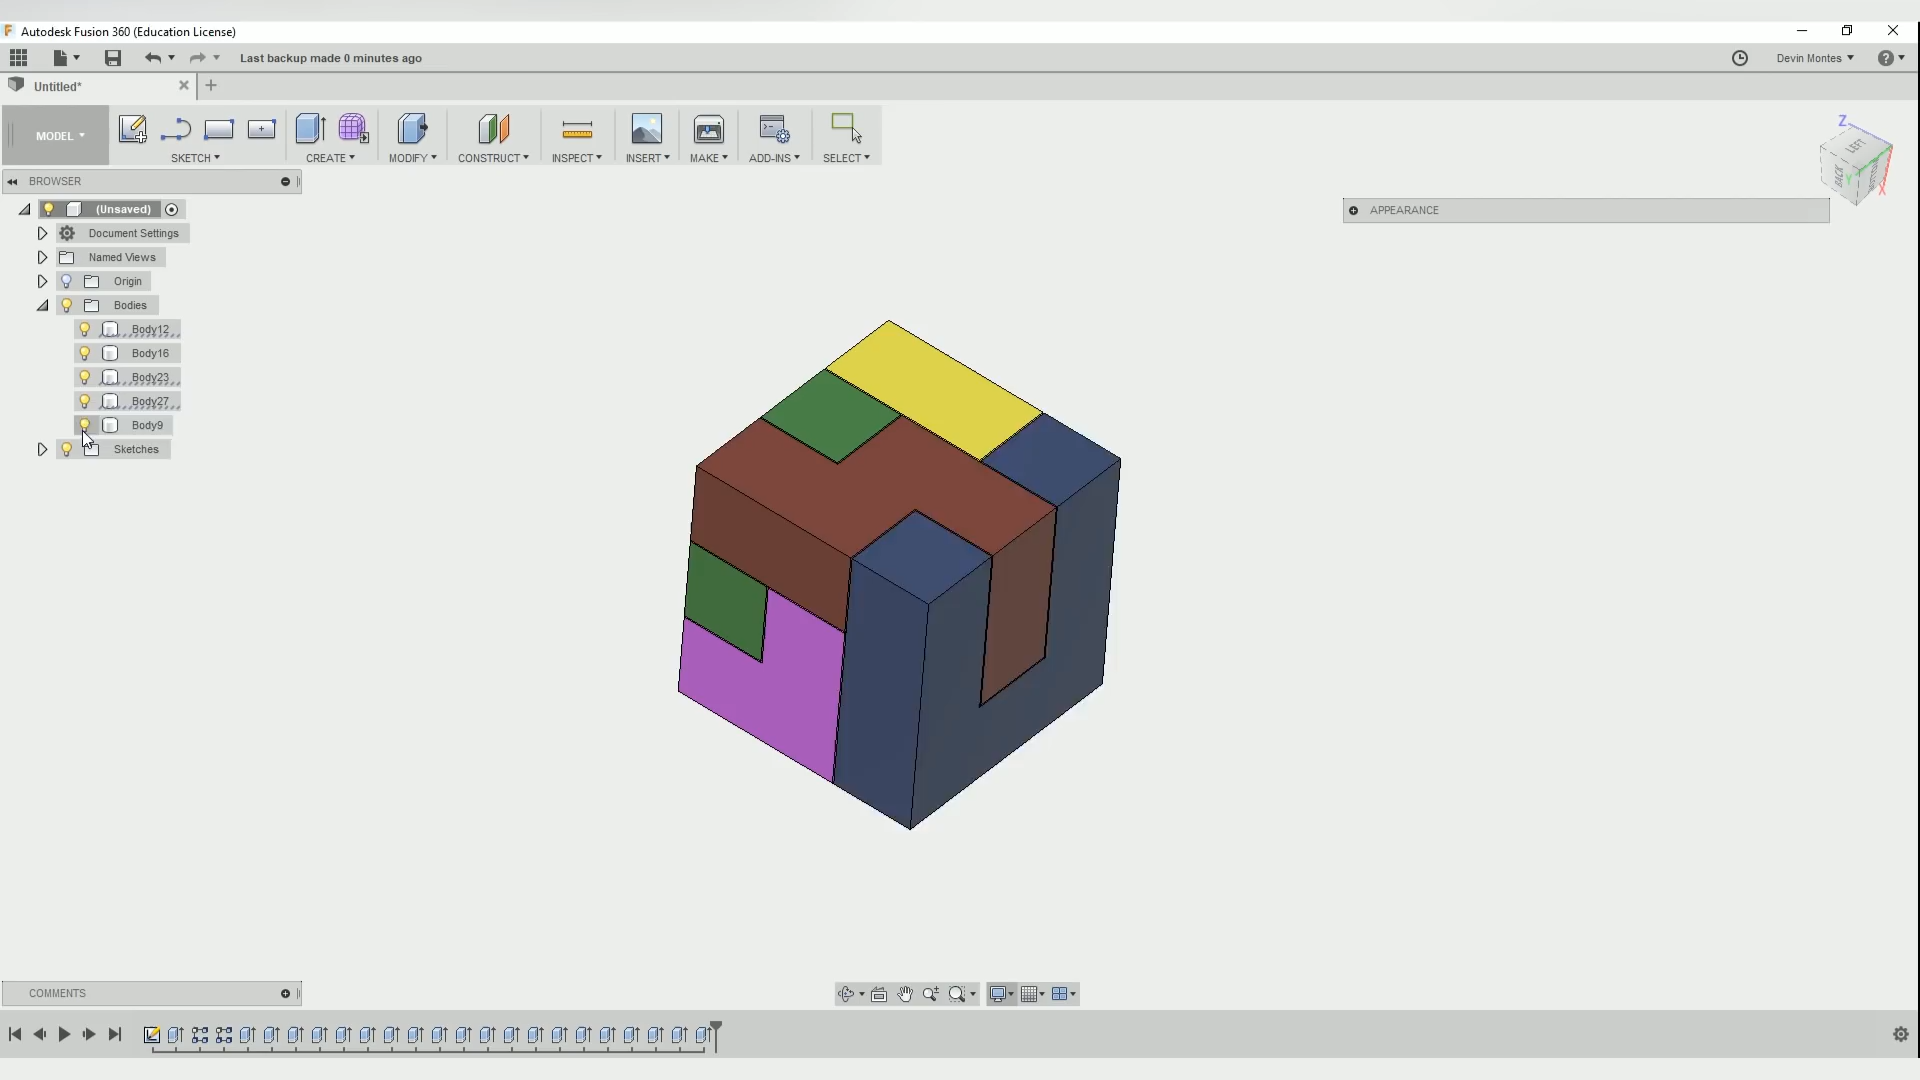 Autodesk Fusion 360 (Education License)
Last backup made 0 minutes ago
Devin Montes
Untitled*
MODEL
SKETCH
CREATE
MODIFY
CONSTRUCT
INSPECT
INSERT
MAKE
ADD-INS
SELECT
BROWSER
(Unsaved)
Document Settings
Named Views
Origin
Bodies
Body12
Body16
Body23
Body27
Body9
Sketches
APPEARANCE
Z
LEFT
BACK
Y
X
COMMENTS